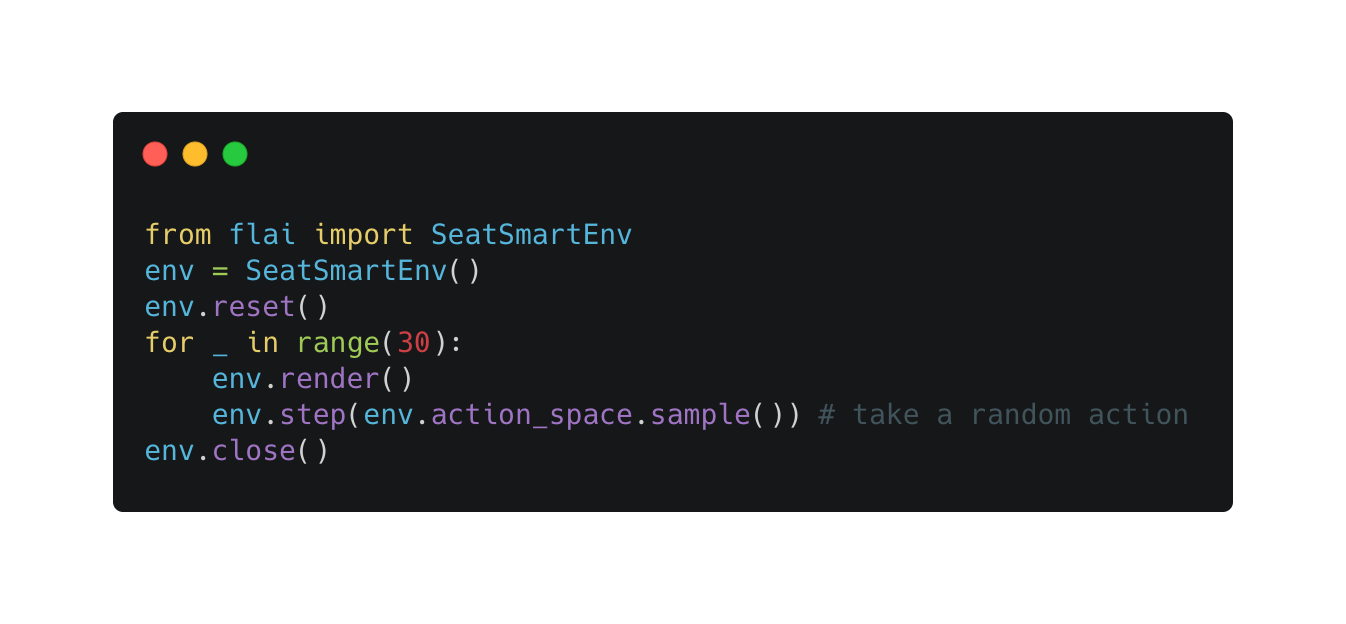 from flai import SeatSmartEnv
env = SeatSmartEnv()
env.reset()
for _ in range(30):
    env.render()
    env.step(env.action_space.sample()) # take a random action
env.close()